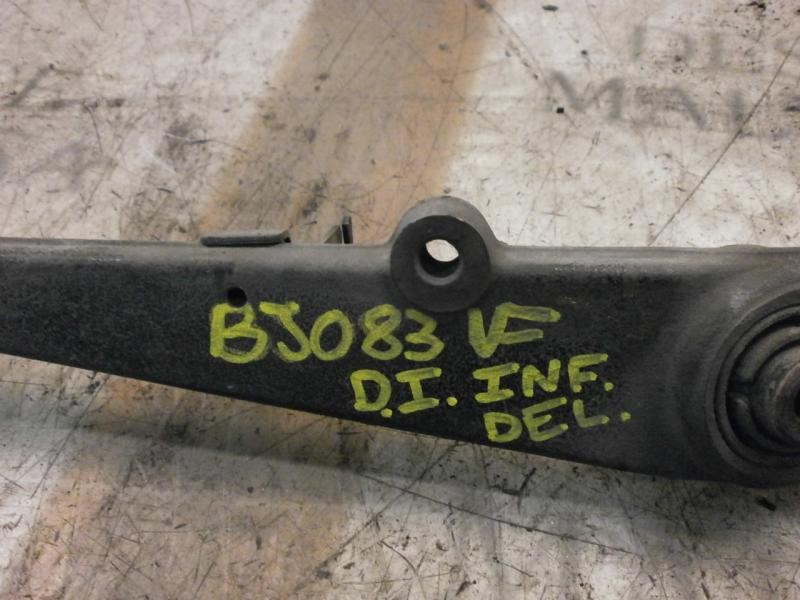 BJ083 VF
D.I. INF.
DEL.